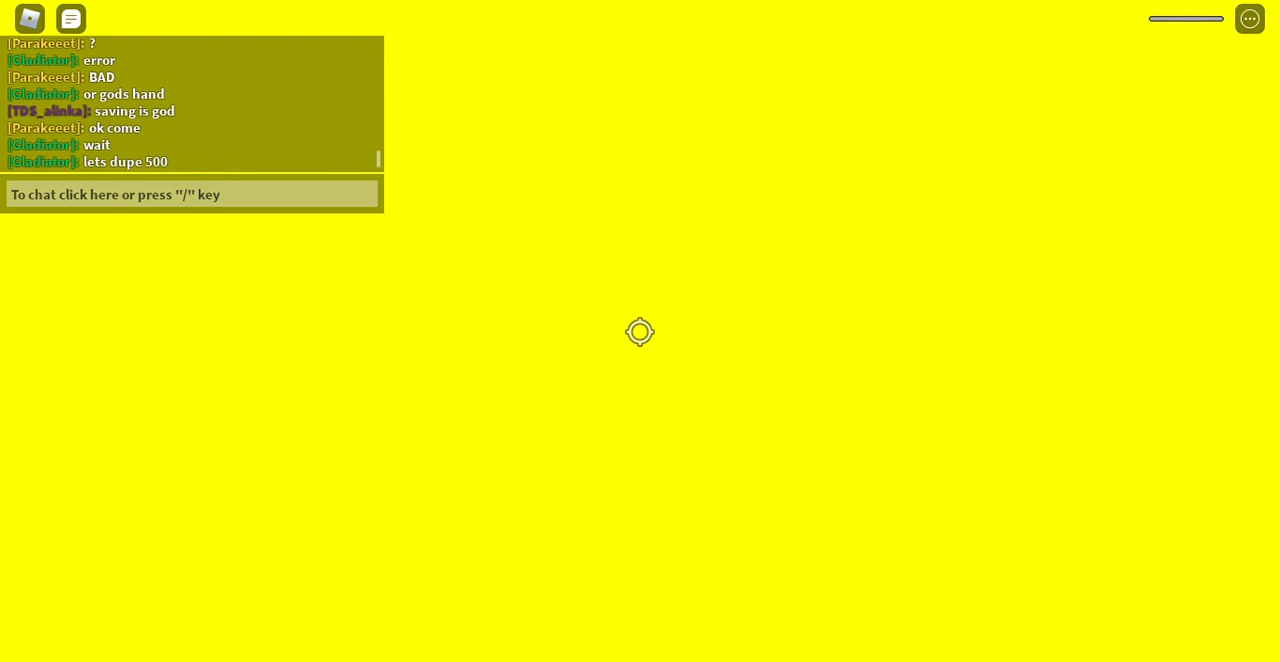 [Parakeeet]: ?
[Gladiator]: error
[Parakeeet]: BAD
[Gladiator]: or gods hand
[TDS_alinka]: saving is god
[Parakeeet]: ok come
[Gladiator]: wait
[Gladiator]: lets dupe 500
To chat click here or press "/" key